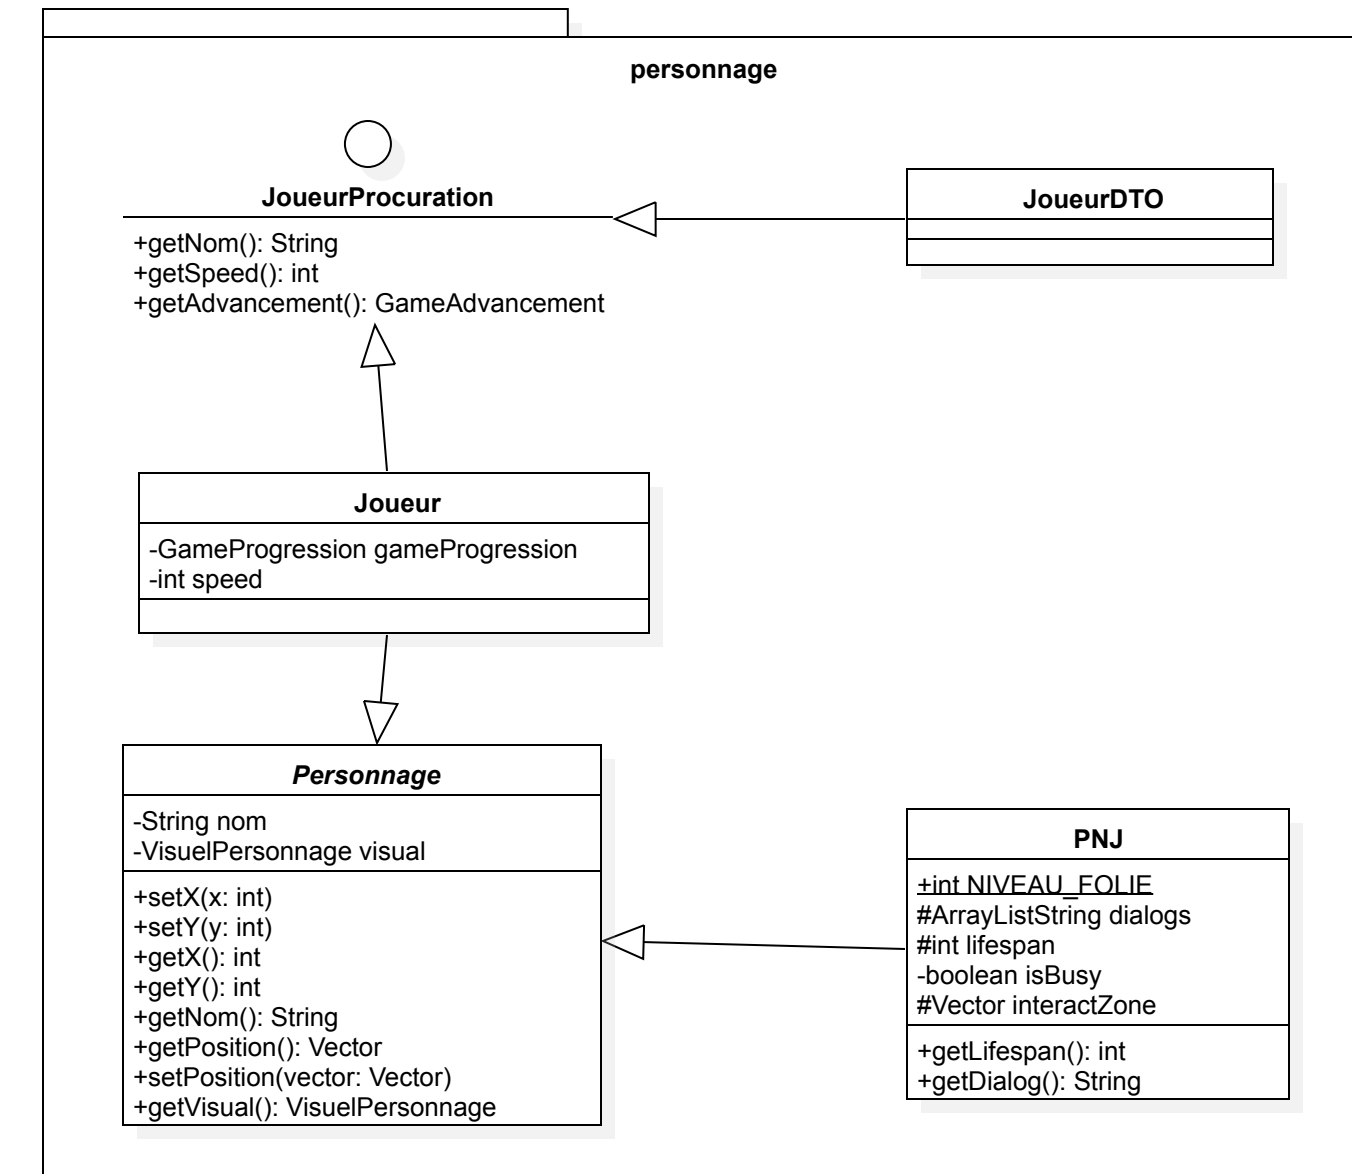 personnage
JoueurProcuration
+getNom(): String
+getSpeed(): int
+getAdvancement(): GameAdvancement
JoueurDTO
Joueur
-GameProgression gameProgression
-int speed
Personnage
-String nom
-VisuelPersonnage visual
+setX(x: int)
+setY(y: int)
+getX(): int
+getY(): int
+getNom(): String
+getPosition(): Vector
+setPosition(vector: Vector)
+getVisual(): VisuelPersonnage
PNJ
+int NIVEAU_FOLIE
#ArrayListString dialogs
#int lifespan
-boolean isBusy
#Vector interactZone
+getLifespan(): int
+getDialog(): String